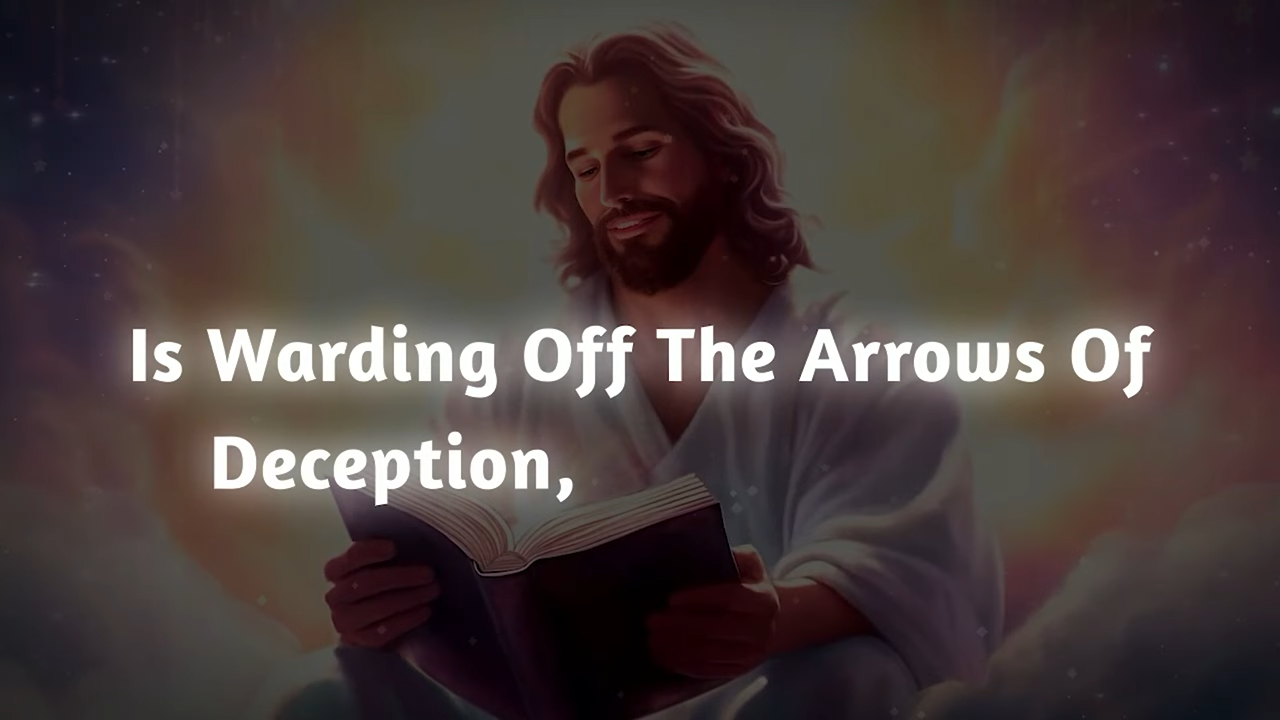 Is Warding Off The Arrows Of
Deception,